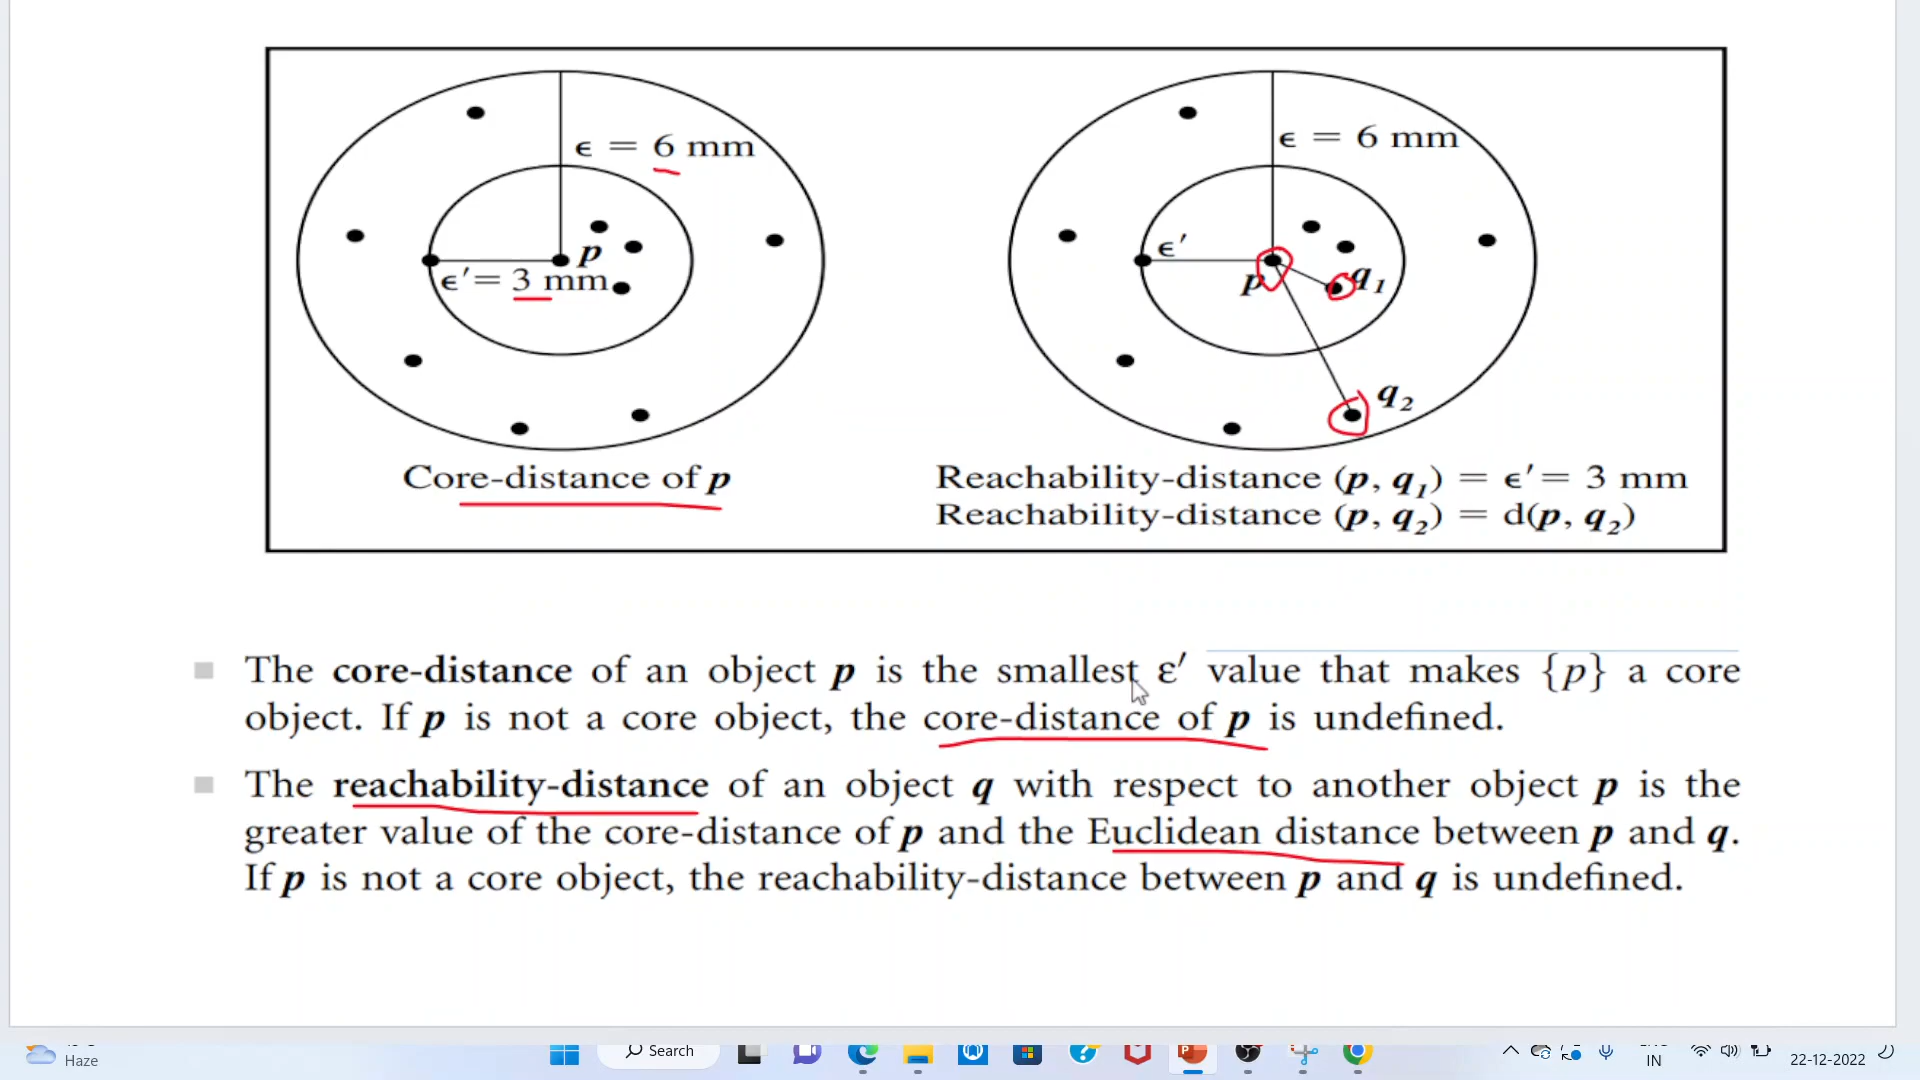 ϵ = 6 mm
p
ϵ′= 3 mm
Core-distance of p
ϵ = 6 mm
ϵ′
p
q₁
q₂
Reachability-distance (p, q₁) = ϵ′= 3 mm
Reachability-distance (p, q₂) = d(p, q₂)
The core-distance of an object p is the smallest ε′ value that makes {p} a core
object. If p is not a core object, the core-distance of p is undefined.
The reachability-distance of an object q with respect to another object p is the
greater value of the core-distance of p and the Euclidean distance between p and q.
If p is not a core object, the reachability-distance between p and q is undefined.
Haze
Search
IN
22-12-2022